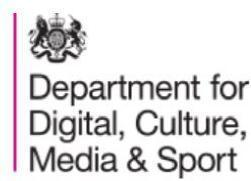 Department for
Digital, Culture,
Media & Sport